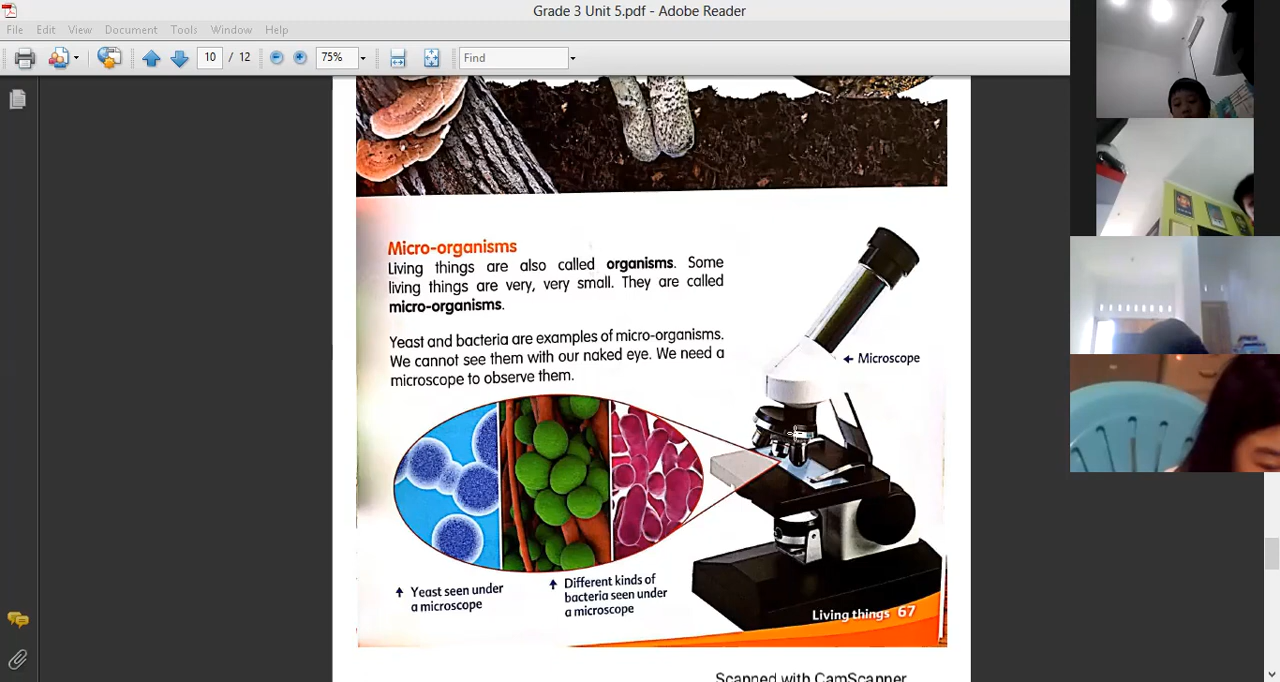 Grade 3 Unit 5.pdf - Adobe Reader
File Edit View Document Tools Window Help
10 / 12 75% Find
Micro-organisms
Living things are also called organisms. Some
living things are very, very small. They are called
micro-organisms.
Yeast and bacteria are examples of micro-organisms.
We cannot see them with our naked eye. We need a
microscope to observe them.
Microscope
Yeast seen under
a microscope
Different kinds of
bacteria seen under
a microscope
Living things 67
Scanned with CamScanner